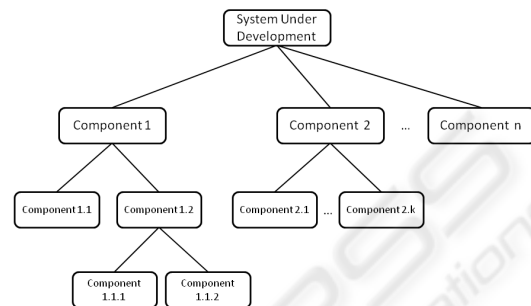 System Under
Development
Component 1
Component 2
...
Component n
Component 1.1
Component 1.2
Component 2.1
...
Component 2.k
Component
1.1.1
Component
1.1.2